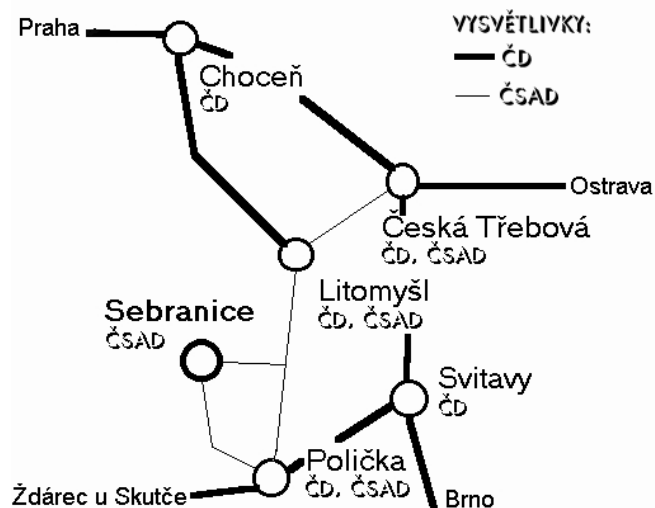 Praha
VYSVĚTLIVKY:
ČD
ČSAD
Choceň
ČD
Ostrava
Česká Třebová
ČD, ČSAD
Litomyšl
ČD, ČSAD
Sebranice
ČSAD
Svitavy
ČD
Polička
ČD, ČSAD
Ždárec u Skutče
Brno